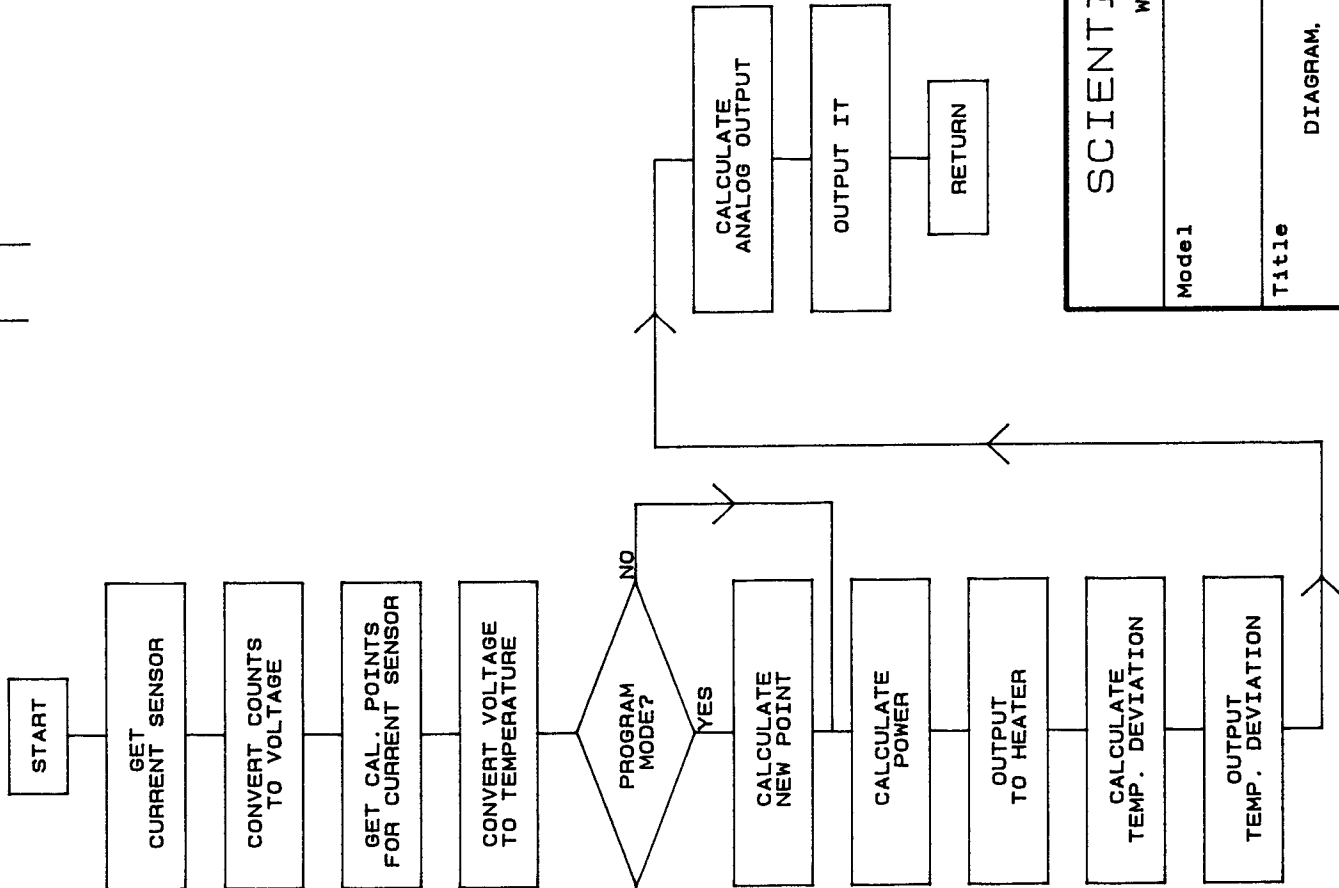 START
GET
CURRENT SENSOR
CONVERT COUNTS
TO VOLTAGE
GET CAL. POINTS
FOR CURRENT SENSOR
CONVERT VOLTAGE
TO TEMPERATURE
PROGRAM
MODE?
NO
YES
CALCULATE
NEW POINT
CALCULATE
POWER
OUTPUT
TO HEATER
CALCULATE
TEMP. DEVIATION
OUTPUT
TEMP. DEVIATION
CALCULATE
ANALOG OUTPUT
OUTPUT IT
RETURN
Model
Title
DIAGRAM,